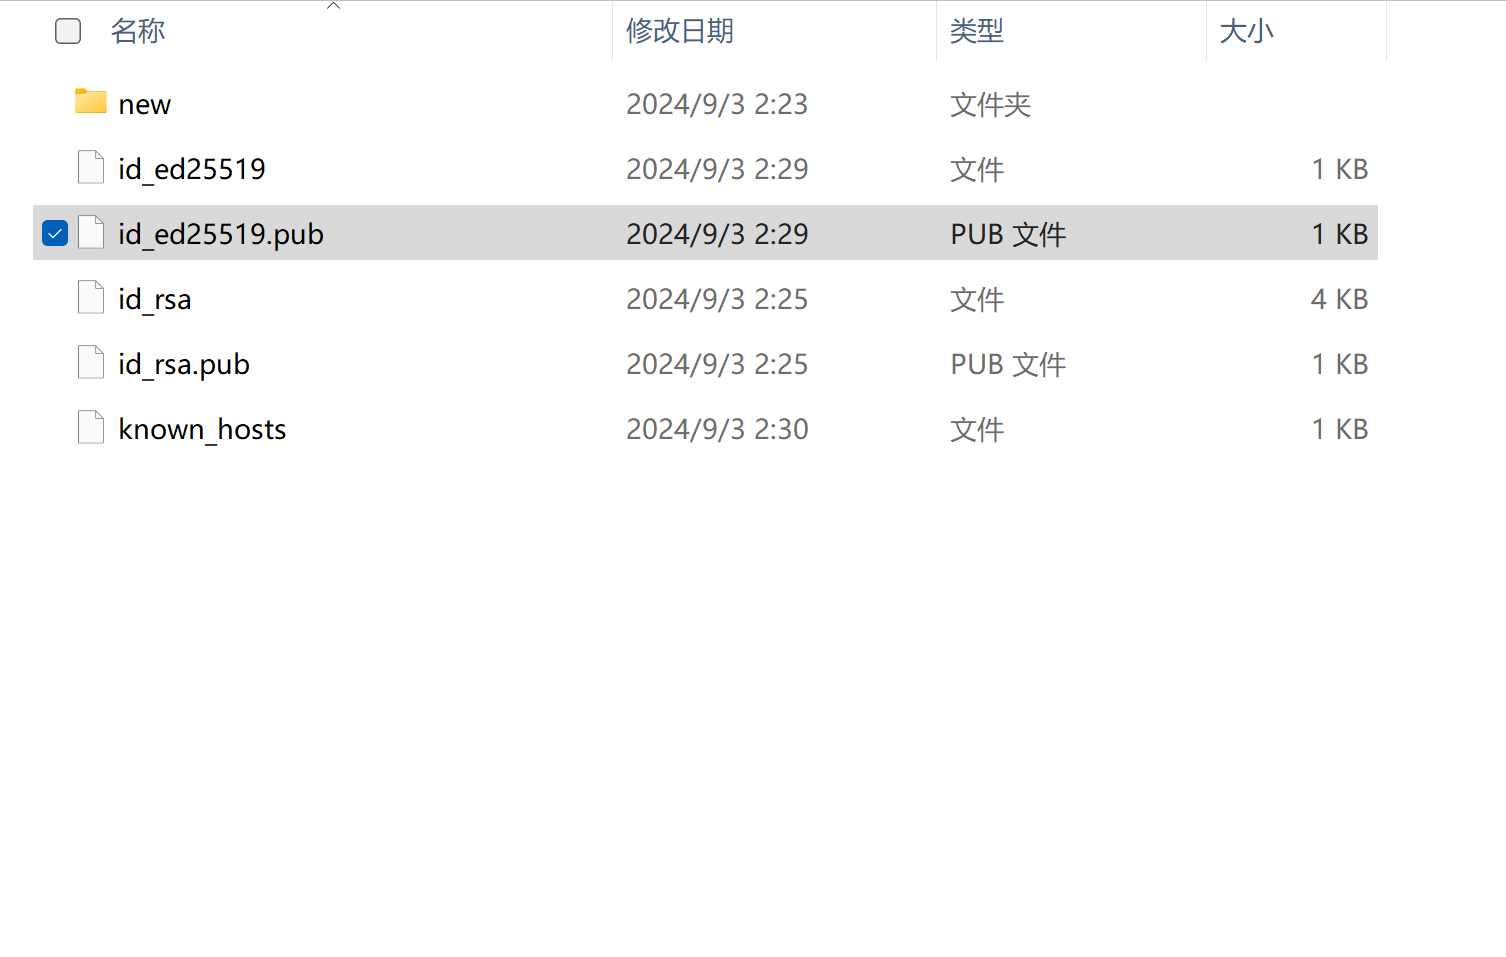 名称 修改日期 类型 大小
new 2024/9/3 2:23 文件夹
id_ed25519 2024/9/3 2:29 文件 1 KB
id_ed25519.pub 2024/9/3 2:29 PUB 文件 1 KB
id_rsa 2024/9/3 2:25 文件 4 KB
id_rsa.pub 2024/9/3 2:25 PUB 文件 1 KB
known_hosts 2024/9/3 2:30 文件 1 KB